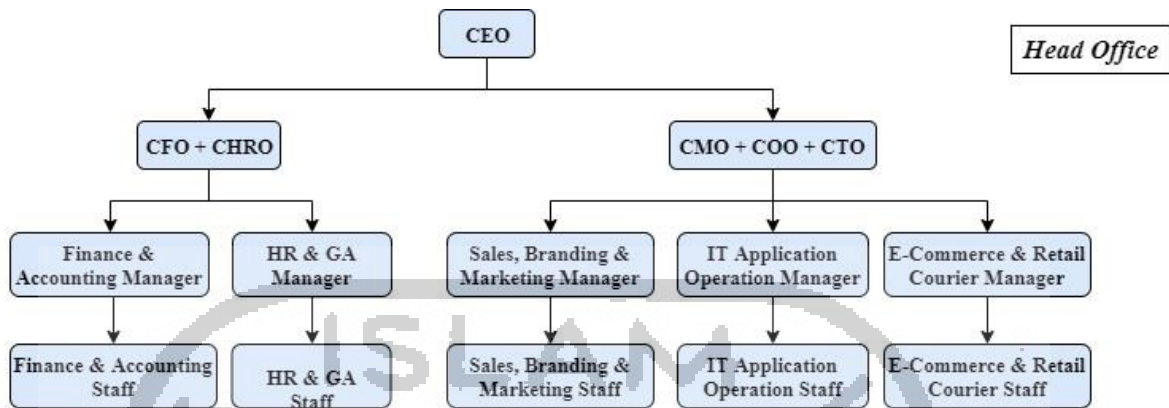 CEO
Head Office
CFO + CHRO
CMO + COO + CTO
Finance &
Accounting Manager
HR & GA
Manager
Sales, Branding &
Marketing Manager
IT Application
Operation Manager
E-Commerce & Retail
Courier Manager
ISLAM
Finance & Accounting
Staff
HR & GA
Staff
Sales, Branding &
Marketing Staff
IT Application
Operation Staff
E-Commerce & Retail
Courier Staff